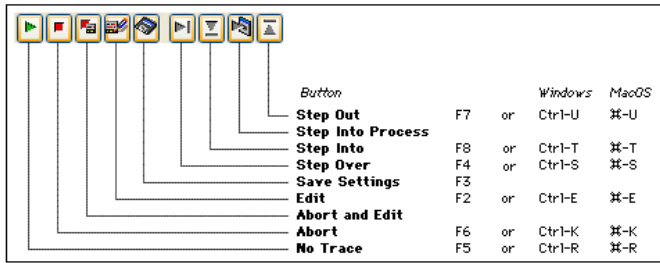 Button Windows MacOS
Step Out F7 or Ctrl-U ⌘-U
Step Into Process
Step Into F8 or Ctrl-T ⌘-T
Step Over F4 or Ctrl-S ⌘-S
Save Settings F3
Edit F2 or Ctrl-E ⌘-E
Abort and Edit
Abort F6 or Ctrl-K ⌘-K
No Trace F5 or Ctrl-R ⌘-R